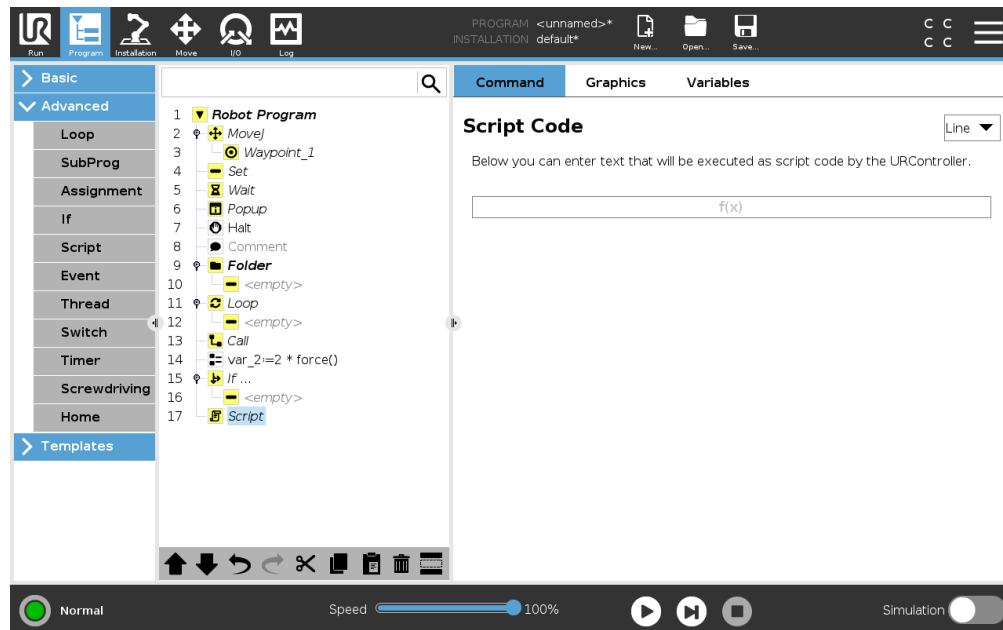 PROGRAM <unnamed>*
INSTALLATION default*
C C
C C
Run Program Installation Move I/O Log New... Open... Save...
Basic
Advanced
Loop
SubProg
Assignment
If
Script
Event
Thread
Switch
Timer
Screwdriving
Home
Templates
1 Robot Program
2 MoveJ
3 Waypoint_1
4 Set
5 Wait
6 Popup
7 Halt
8 Comment
9 Folder
10 <empty>
11 Loop
12 <empty>
13 Call
14 var_2:=2 * force()
15 If ...
16 <empty>
17 Script
Command Graphics Variables
Script Code
Line
Below you can enter text that will be executed as script code by the URController.
f(x)
Normal
Speed 100%
Simulation